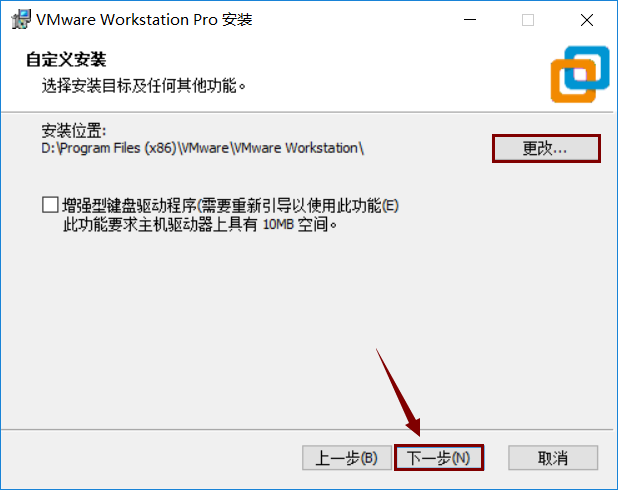 VMware Workstation Pro 安装
自定义安装
选择安装目标及任何其他功能。
安装位置:
D:\Program Files (x86)\VMware\VMware Workstation\
更改...
增强型键盘驱动程序(需要重新引导以使用此功能(E)
此功能要求主机驱动器上具有 10MB 空间。
上一步(B) 下一步(N) 取消